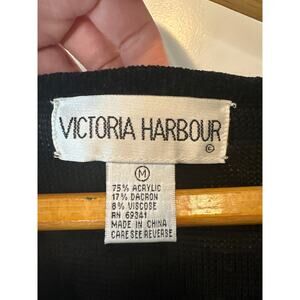 VICTORIA HARBOUR
©
M
75% ACRYLIC
17% DACRON
8% VISCOSE
RN 69341
MADE IN CHINA
CARE SEE REVERSE